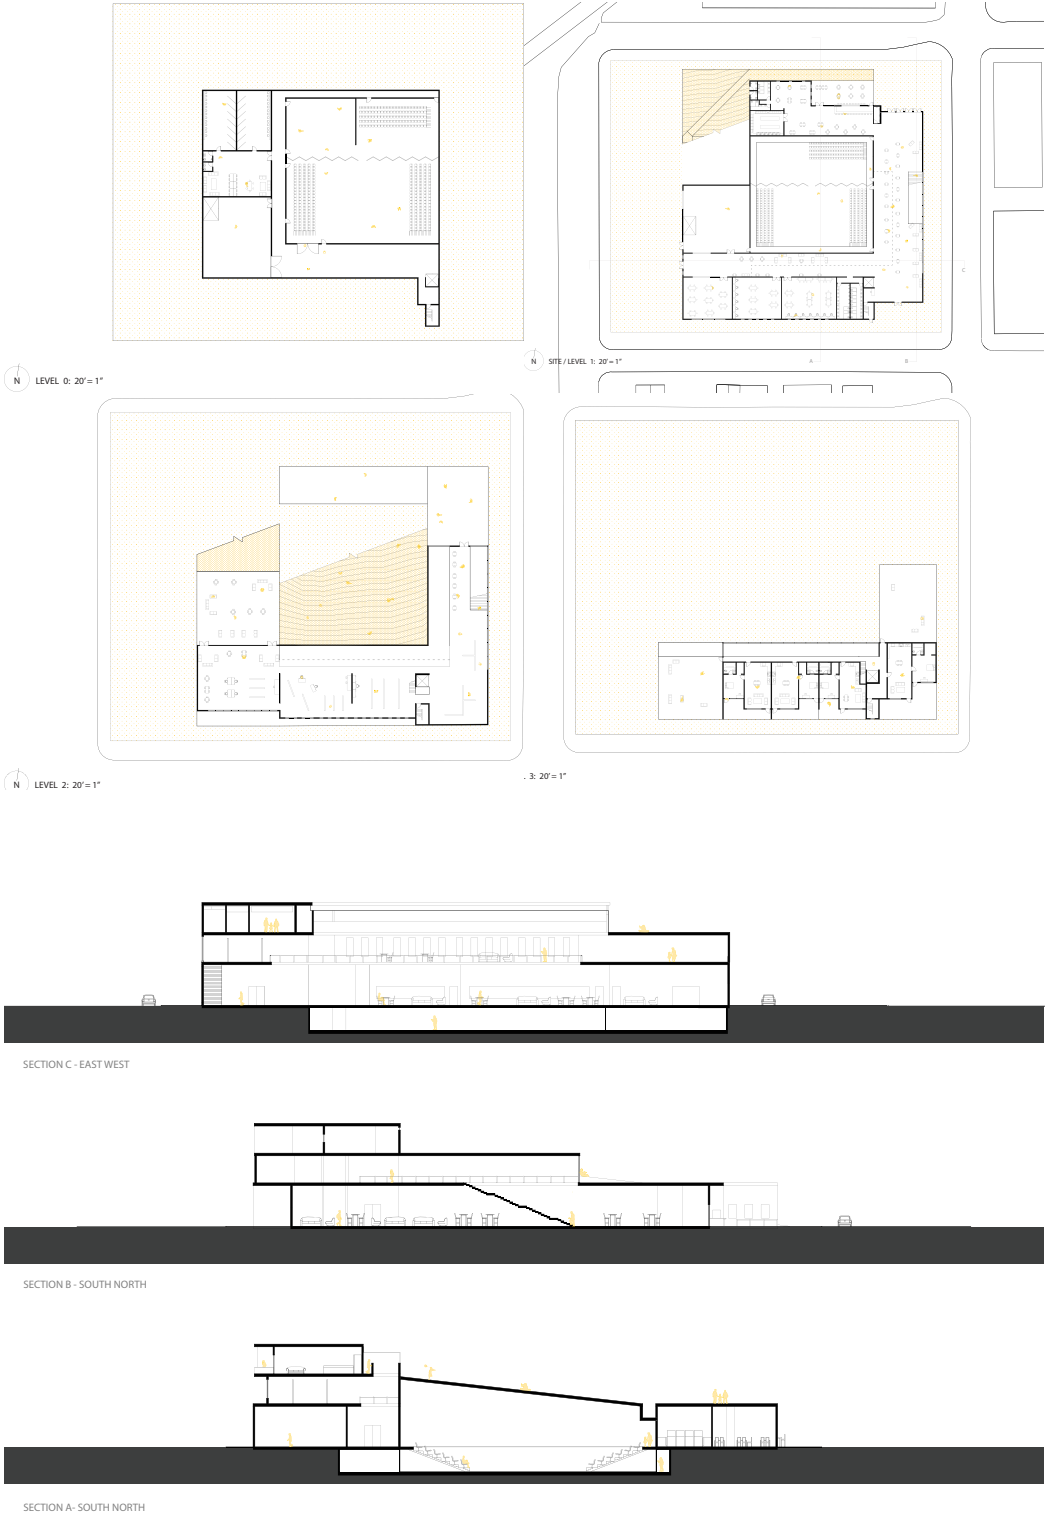 N LEVEL 0: 20' = 1"
N SITE / LEVEL 1: 20' = 1"
A
B
C
N LEVEL 2: 20' = 1"
. 3: 20' = 1"
SECTION C - EAST WEST
SECTION B - SOUTH NORTH
SECTION A- SOUTH NORTH